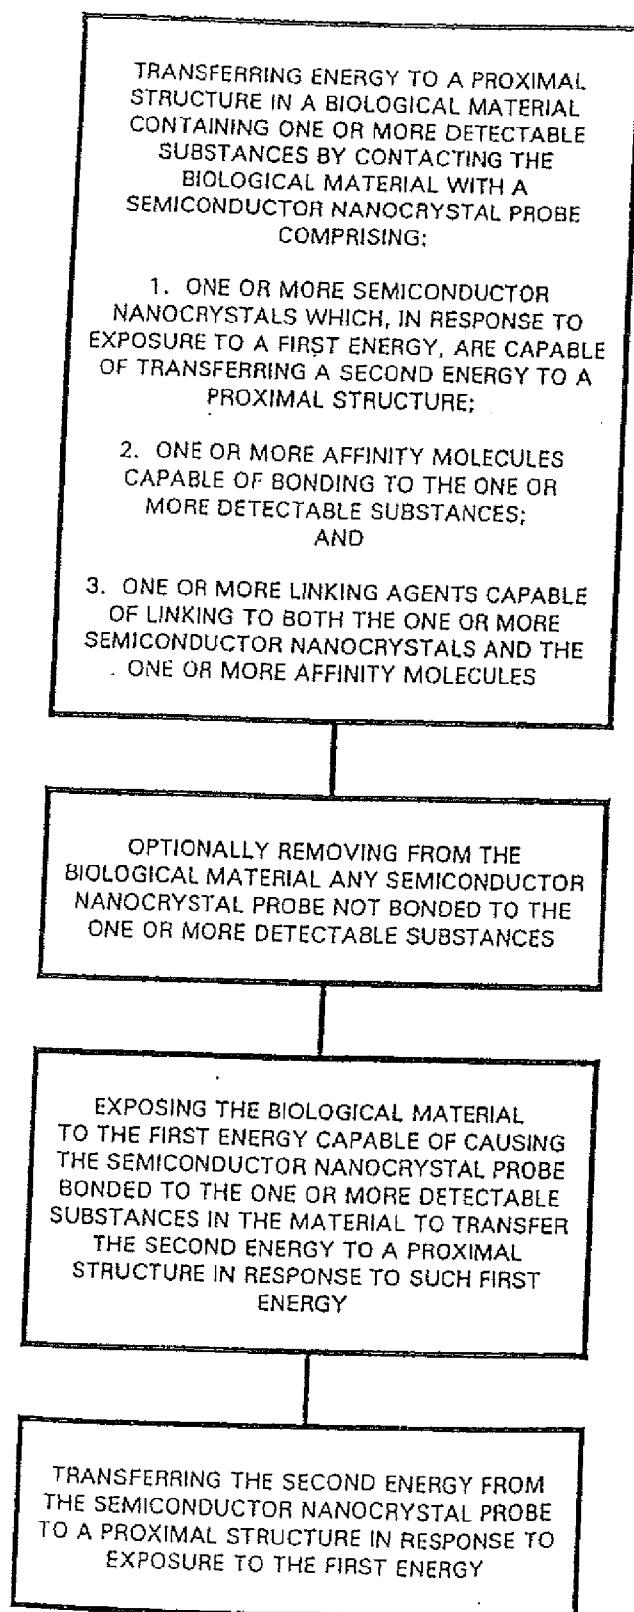 TRANSFERRING ENERGY TO A PROXIMAL
STRUCTURE IN A BIOLOGICAL MATERIAL
CONTAINING ONE OR MORE DETECTABLE
SUBSTANCES BY CONTACTING THE
BIOLOGICAL MATERIAL WITH A
SEMICONDUCTOR NANOCRYSTAL PROBE
COMPRISING:
1. ONE OR MORE SEMICONDUCTOR
NANOCRYSTALS WHICH, IN RESPONSE TO
EXPOSURE TO A FIRST ENERGY, ARE CAPABLE
OF TRANSFERRING A SECOND ENERGY TO A
PROXIMAL STRUCTURE;
2. ONE OR MORE AFFINITY MOLECULES
CAPABLE OF BONDING TO THE ONE OR
MORE DETECTABLE SUBSTANCES;
AND
3. ONE OR MORE LINKING AGENTS CAPABLE
OF LINKING TO BOTH THE ONE OR MORE
SEMICONDUCTOR NANOCRYSTALS AND THE
ONE OR MORE AFFINITY MOLECULES
OPTIONALLY REMOVING FROM THE
BIOLOGICAL MATERIAL ANY SEMICONDUCTOR
NANOCRYSTAL PROBE NOT BONDED TO THE
ONE OR MORE DETECTABLE SUBSTANCES
EXPOSING THE BIOLOGICAL MATERIAL
TO THE FIRST ENERGY CAPABLE OF CAUSING
THE SEMICONDUCTOR NANOCRYSTAL PROBE
BONDED TO THE ONE OR MORE DETECTABLE
SUBSTANCES IN THE MATERIAL TO TRANSFER
THE SECOND ENERGY TO A PROXIMAL
STRUCTURE IN RESPONSE TO SUCH FIRST
ENERGY
TRANSFERRING THE SECOND ENERGY FROM
THE SEMICONDUCTOR NANOCRYSTAL PROBE
TO A PROXIMAL STRUCTURE IN RESPONSE TO
EXPOSURE TO THE FIRST ENERGY